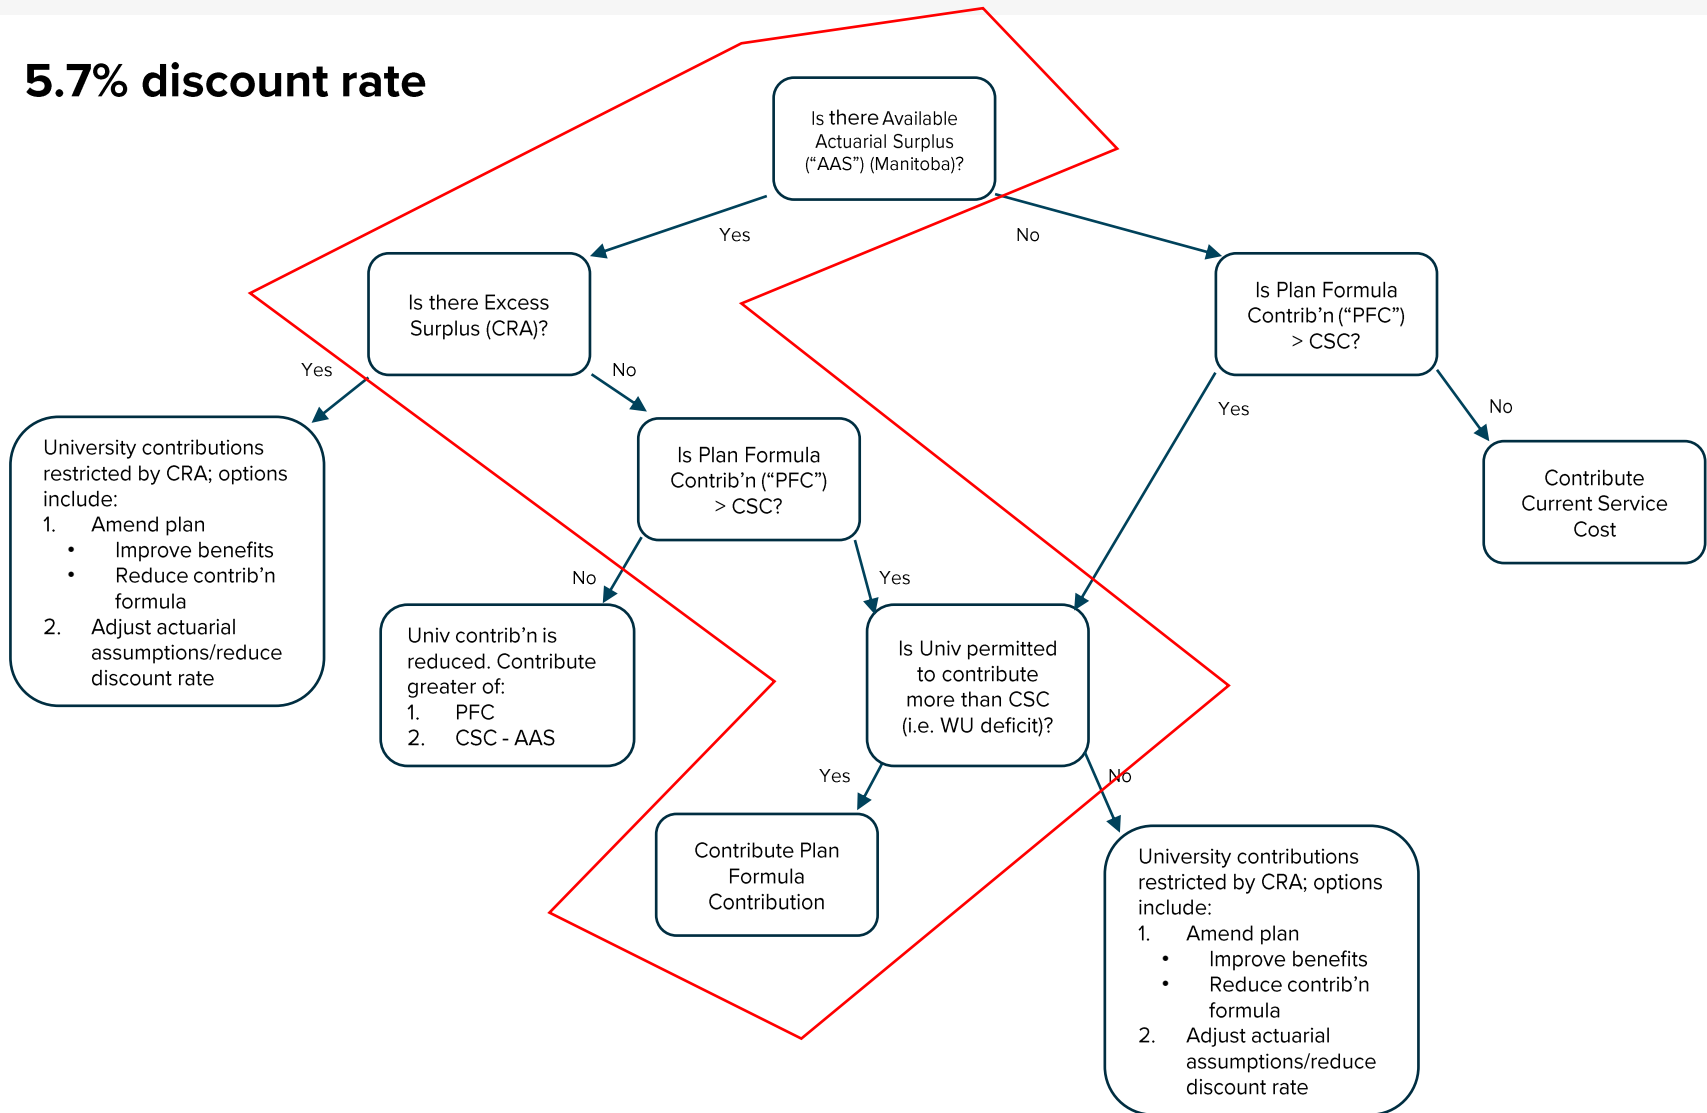 5.7% discount rate
Is there Available
Actuarial Surplus
(“AAS”) (Manitoba)?
Yes
No
Is there Excess
Surplus (CRA)?
Is Plan Formula
Contrib’n (“PFC”)
> CSC?
Yes
No
Yes
No
University contributions
restricted by CRA; options
include:
1. Amend plan
• Improve benefits
• Reduce contrib’n
formula
2. Adjust actuarial
assumptions/reduce
discount rate
Is Plan Formula
Contrib’n (“PFC”)
> CSC?
Contribute
Current Service
Cost
No
Yes
Univ contrib’n is
reduced. Contribute
greater of:
1. PFC
2. CSC - AAS
Is Univ permitted
to contribute
more than CSC
(i.e. WU deficit)?
Yes
No
Contribute Plan
Formula
Contribution
University contributions
restricted by CRA; options
include:
1. Amend plan
• Improve benefits
• Reduce contrib’n
formula
2. Adjust actuarial
assumptions/reduce
discount rate